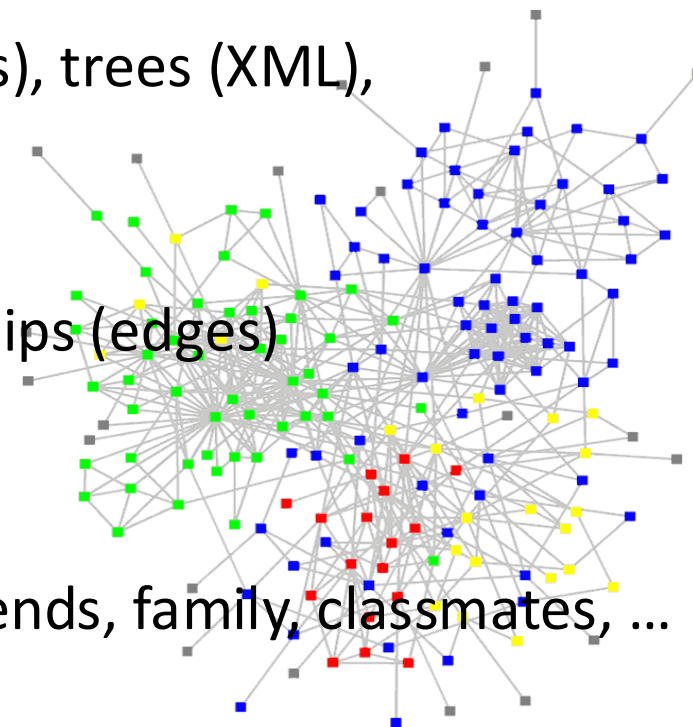 s), trees (XML),
ips (edges)
ends, family, classmates, ...